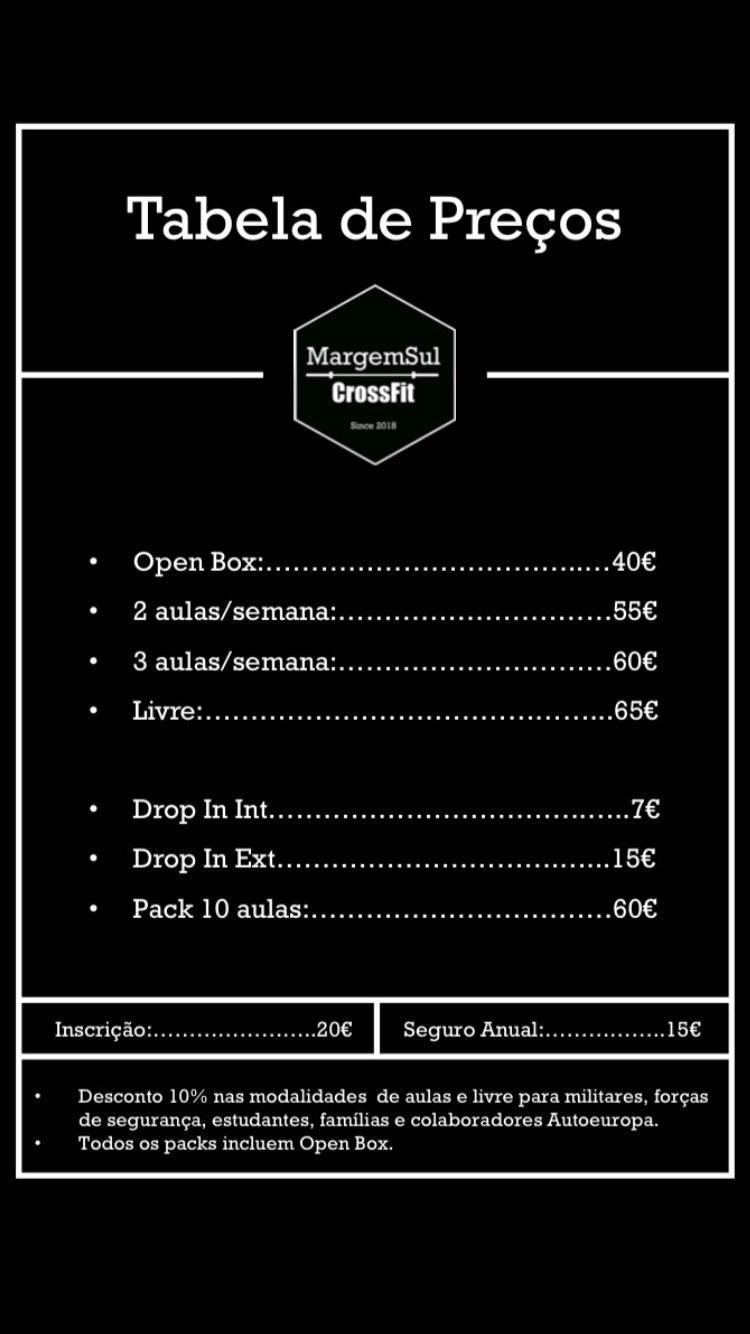 Tabela de Preços
MargemSul
CrossFit
Since 2018
• Open Box:……………………………..…40€
• 2 aulas/semana:…………………………55€
• 3 aulas/semana:…………………………60€
• Livre:………………………………….……...65€
• Drop In Int…………………………….…...7€
• Drop In Ext………………………….…...15€
• Pack 10 aulas:……………………………60€
Inscrição:…………………..20€
Seguro Anual:……………..15€
• Desconto 10% nas modalidades de aulas e livre para militares, forças
de segurança, estudantes, famílias e colaboradores Autoeuropa.
• Todos os packs incluem Open Box.